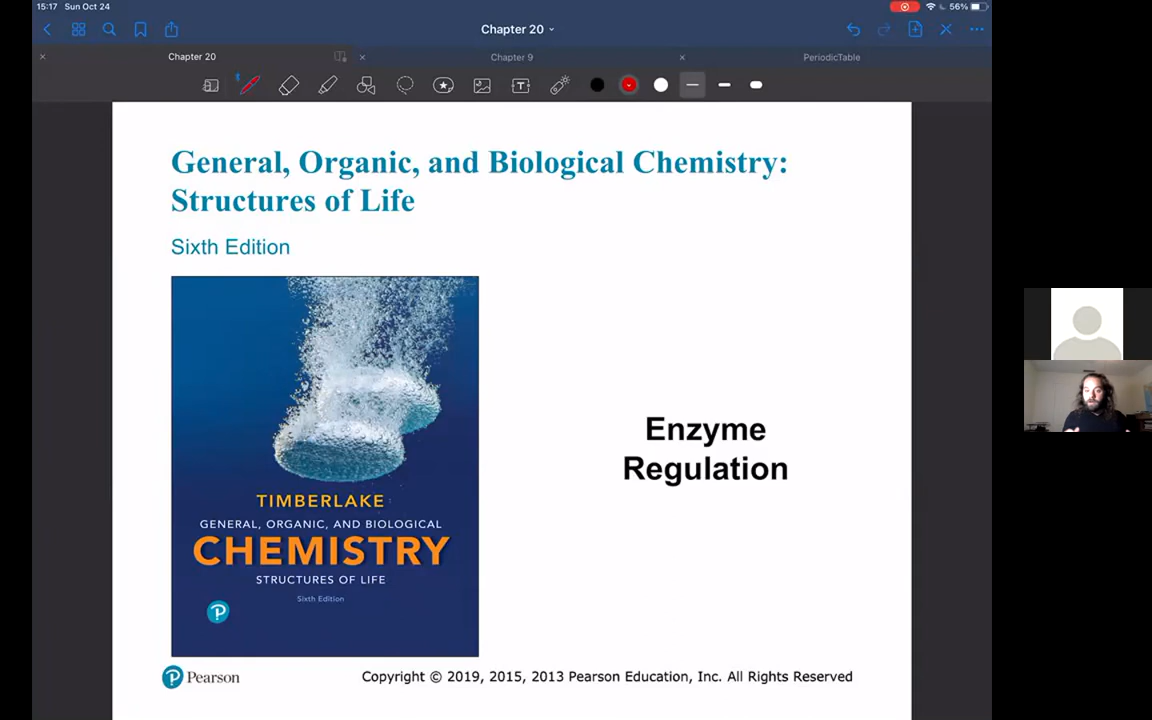 15:17 Sun Oct 24
56%
Chapter 20
Chapter 20
Chapter 9
PeriodicTable
T
General, Organic, and Biological Chemistry:
Structures of Life
Sixth Edition
TIMBERLAKE
GENERAL, ORGANIC, AND BIOLOGICAL
CHEMISTRY
STRUCTURES OF LIFE
Sixth Edition
P
Enzyme
Regulation
P Pearson
Copyright © 2019, 2015, 2013 Pearson Education, Inc. All Rights Reserved